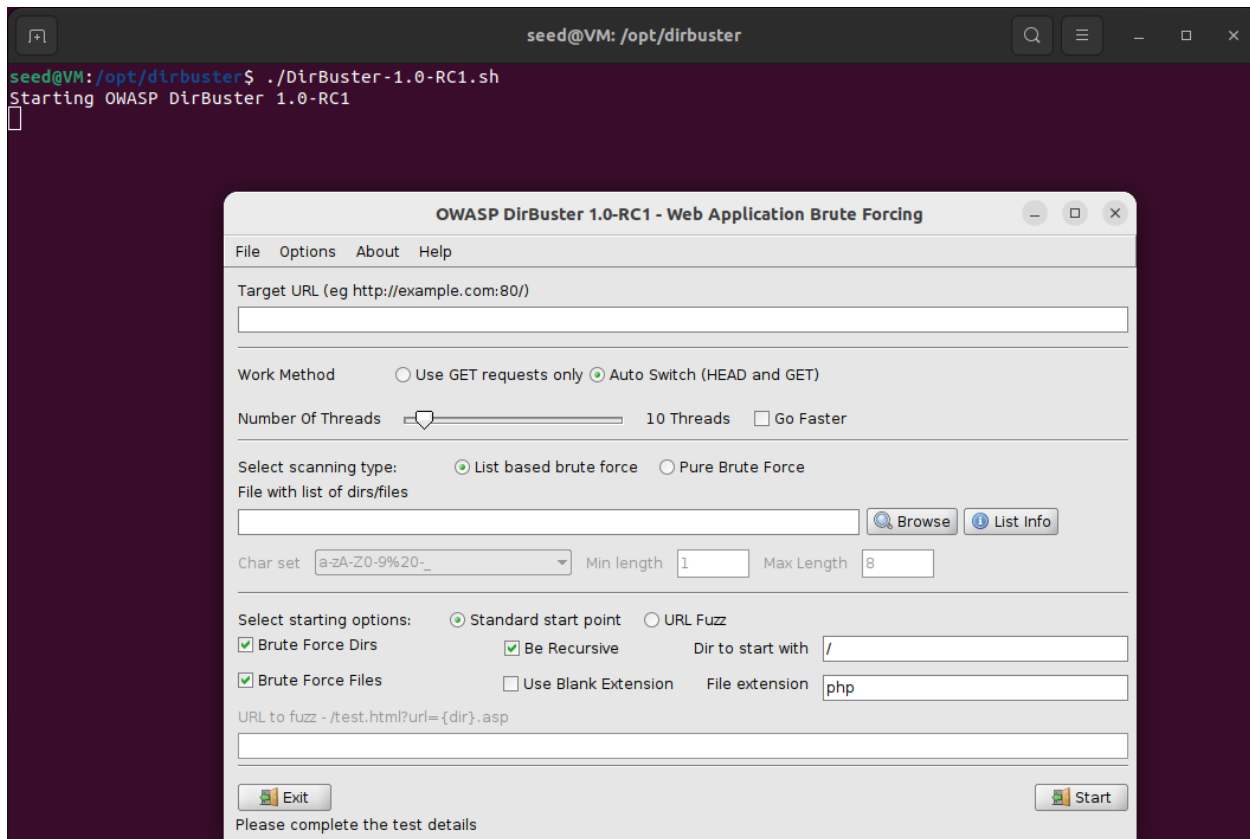 seed@VM: /opt/dirbuster
seed@VM:/opt/dirbuster$ ./DirBuster-1.0-RC1.sh
Starting OWASP DirBuster 1.0-RC1
OWASP DirBuster 1.0-RC1 - Web Application Brute Forcing
File Options About Help
Target URL (eg http://example.com:80/)
Work Method Use GET requests only Auto Switch (HEAD and GET)
Number Of Threads 10 Threads Go Faster
Select scanning type: List based brute force Pure Brute Force
File with list of dirs/files
Browse List Info
Char set a-zA-Z0-9%20-_ Min length 1 Max Length 8
Select starting options: Standard start point URL Fuzz
Brute Force Dirs Be Recursive Dir to start with /
Brute Force Files Use Blank Extension File extension php
URL to fuzz - /test.html?url={dir}.asp
Exit Start
Please complete the test details